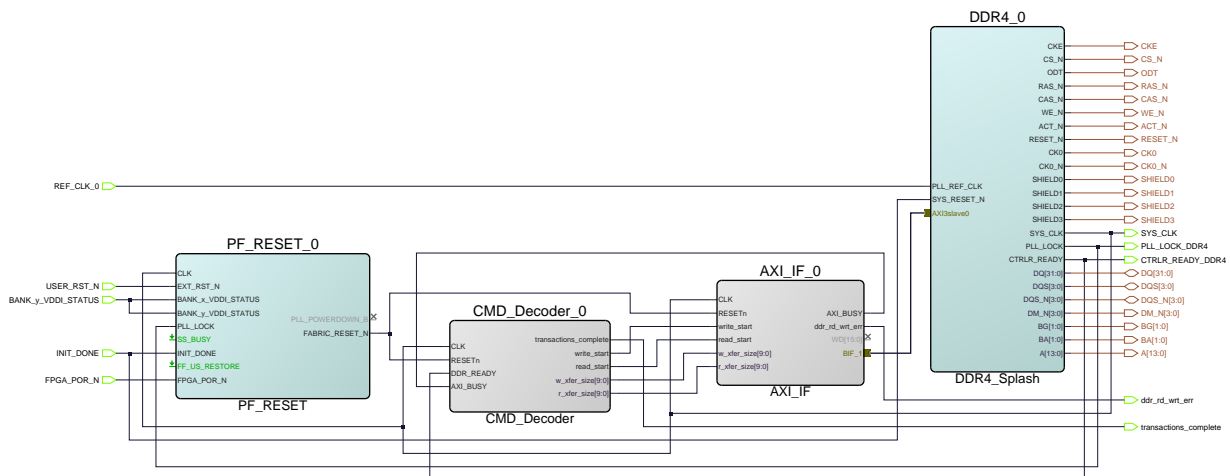 DDR4_0
CKE
CKE
CS_N
CS_N
ODT
ODT
RAS_N
RAS_N
CAS_N
CAS_N
WE_N
WE_N
ACT_N
ACT_N
RESET_N
RESET_N
CK0
CK0
CK0_N
CK0_N
REF_CLK_0
PLL_REF_CLK
SHIELD0
SHIELD0
SYS_RESET_N
SHIELD1
SHIELD1
SHIELD2
SHIELD2
AXI3slave0
SHIELD3
SHIELD3
SYS_CLK
SYS_CLK
PLL_LOCK
PLL_LOCK_DDR4
CTRLR_READY
CTRLR_READY_DDR4
DQ[31:0]
DQ[31:0]
DQS[3:0]
DQS[3:0]
DQS_N[3:0]
DQS_N[3:0]
DM_N[3:0]
DM_N[3:0]
BG[1:0]
BG[1:0]
BA[1:0]
BA[1:0]
A[13:0]
A[13:0]
DDR4_Splash
PF_RESET_0
CLK
USER_RST_N
EXT_RST_N
BANK_y_VDDI_STATUS
BANK_x_VDDI_STATUS
BANK_y_VDDI_STATUS
PLL_POWERDOWN_B
PLL_LOCK
FABRIC_RESET_N
SS_BUSY
INIT_DONE
INIT_DONE
FF_US_RESTORE
FPGA_POR_N
FPGA_POR_N
PF_RESET
CMD_Decoder_0
transactions_complete
CLK
write_start
RESETn
read_start
DDR_READY
w_xfer_size[9:0]
AXI_BUSY
r_xfer_size[9:0]
CMD_Decoder
AXI_IF_0
CLK
AXI_BUSY
RESETn
write_start
ddr_rd_wrt_err
read_start
WD[15:0]
w_xfer_size[9:0]
BIF_1
r_xfer_size[9:0]
AXI_IF
ddr_rd_wrt_err
transactions_complete